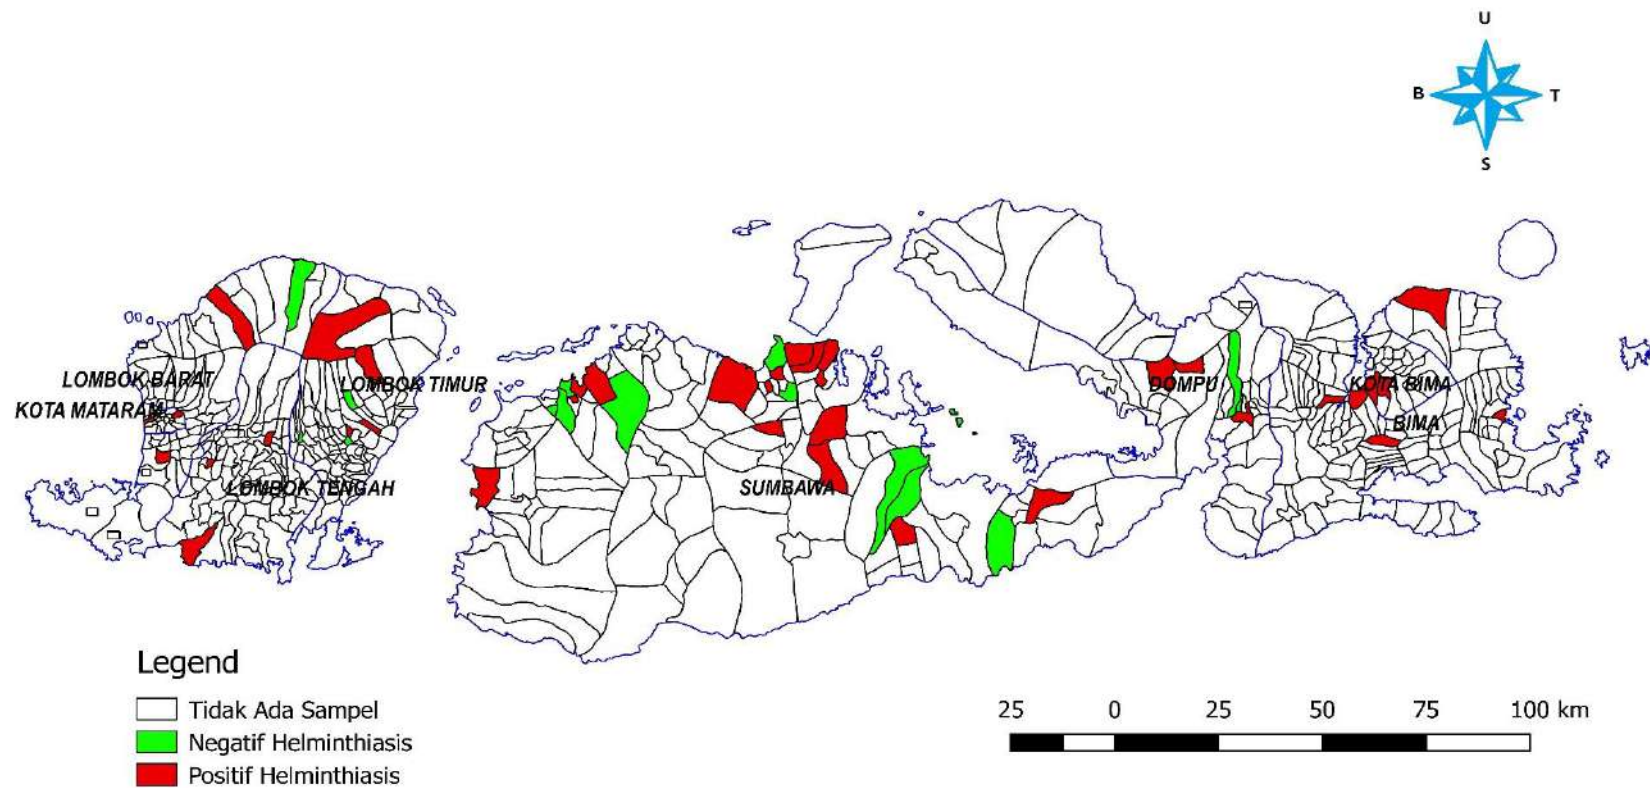 U
B T
S
LOMBOK BARAT
LOMBOK TIMUR
KOTA MATARAM
LOMBOK TENGAH
SUMBAWA
DOMPU
KOTA BIMA
BIMA
Legend
Tidak Ada Sampel
Negatif Helminthiasis
Positif Helminthiasis
25 0 25 50 75 100 km